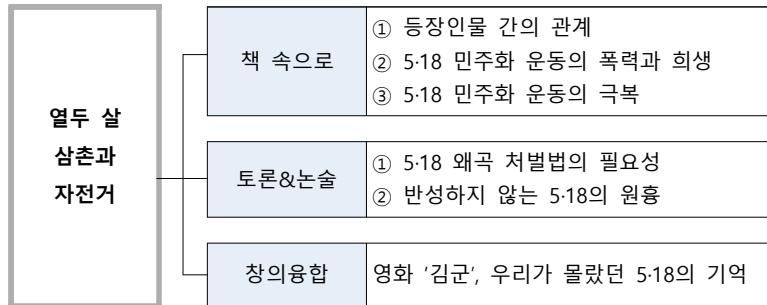 열두 살
삼촌과
자전거
책 속으로
① 등장인물 간의 관계
② 5·18 민주화 운동의 폭력과 희생
③ 5·18 민주화 운동의 극복
토론&논술
① 5·18 왜곡 처벌법의 필요성
② 반성하지 않는 5·18의 원흉
창의융합
영화 '김군', 우리가 몰랐던 5·18의 기억